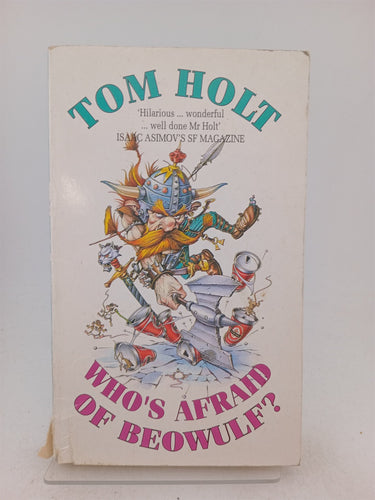 TOM HOLT
'Hilarious ... wonderful
... well done Mr Holt'
ISAAC ASIMOV'S SF MAGAZINE
WHO'S AFRAID
OF BEOWULF?